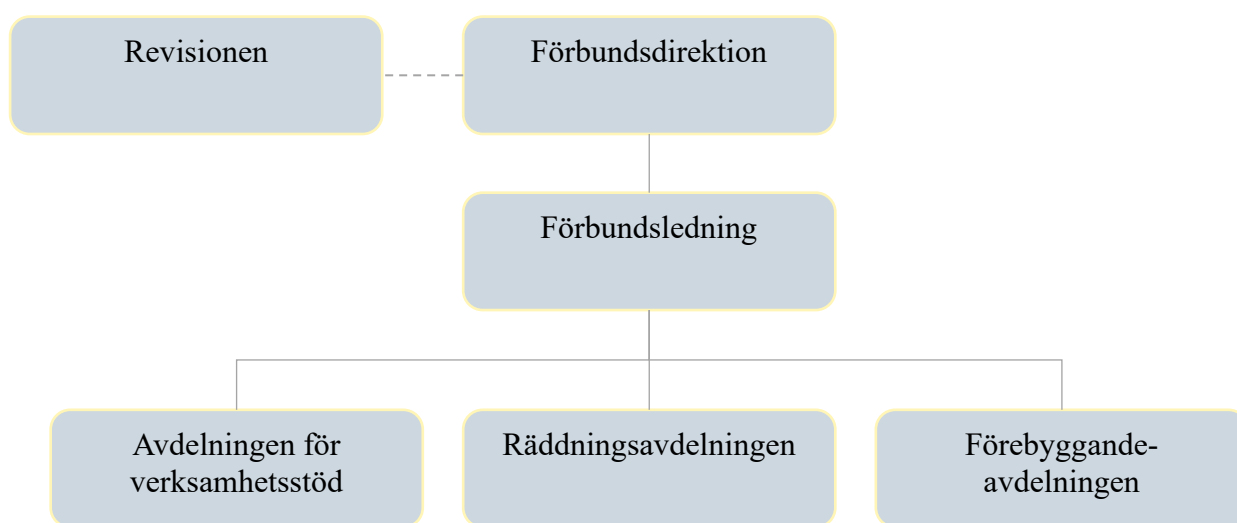 Revisionen
Förbundsdirektion
Förbundsledning
Avdelningen för
verksamhetsstöd
Räddningsavdelningen
Förebyggande-
avdelningen